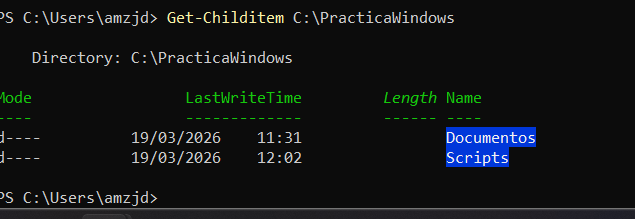 PS C:\Users\amzjd> Get-Childitem C:\PracticaWindows
Directory: C:\PracticaWindows
Mode LastWriteTime Length Name
---- ------------- ------ ----
d---- 19/03/2026 11:31 Documentos
d---- 19/03/2026 12:02 Scripts
PS C:\Users\amzjd>